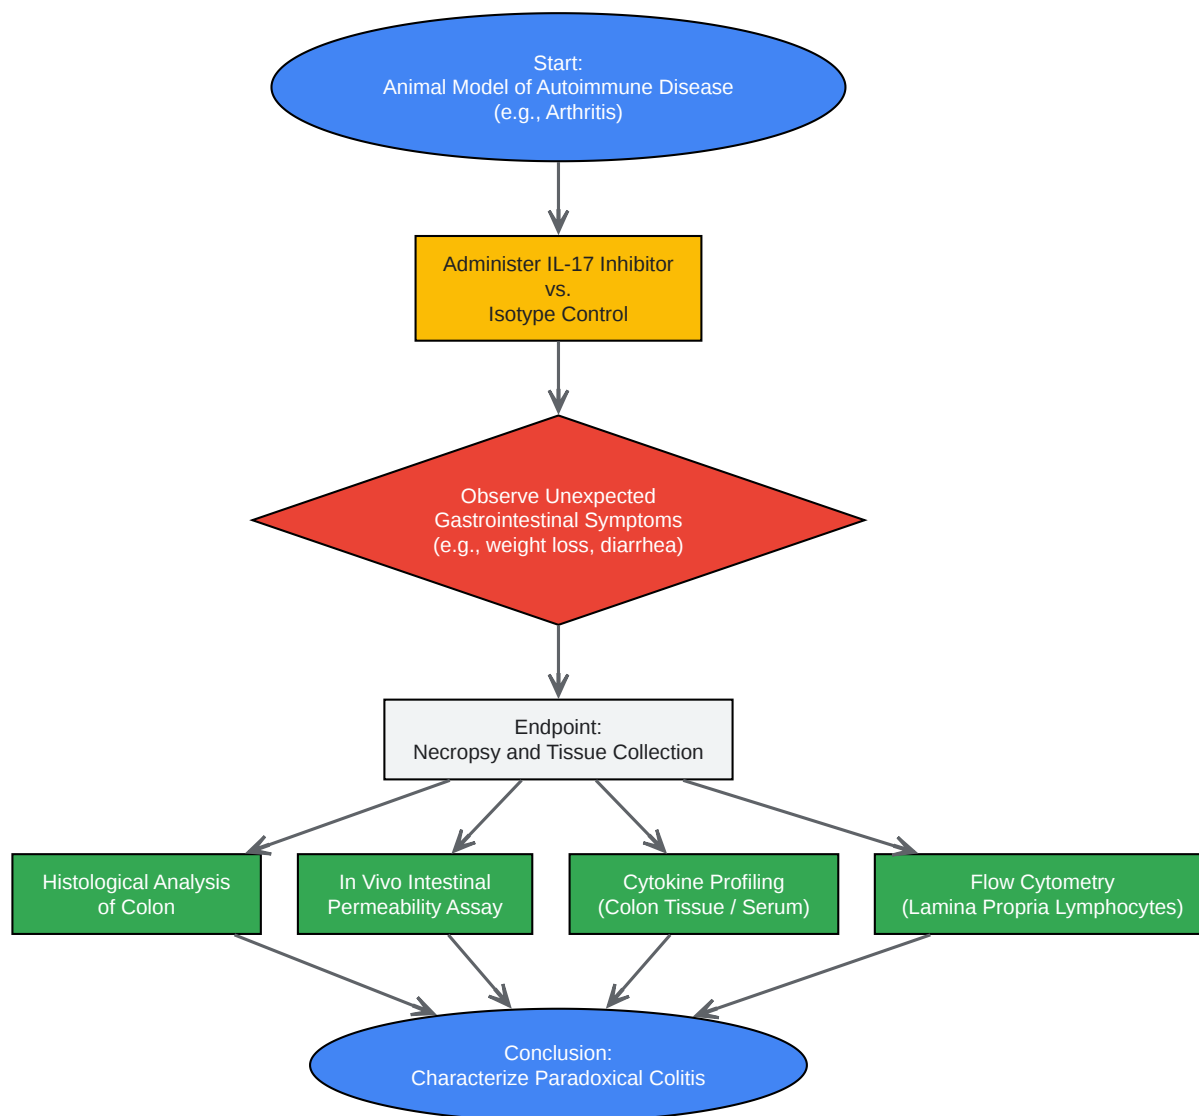 Start:
Animal Model of Autoimmune Disease
(e.g., Arthritis)
Administer IL-17 Inhibitor
vs.
Isotype Control
Observe Unexpected
Gastrointestinal Symptoms
(e.g., weight loss, diarrhea)
Endpoint:
Necropsy and Tissue Collection
Histological Analysis
of Colon
In Vivo Intestinal
Permeability Assay
Cytokine Profiling
(Colon Tissue / Serum)
Flow Cytometry
(Lamina Propria Lymphocytes)
Conclusion:
Characterize Paradoxical Colitis